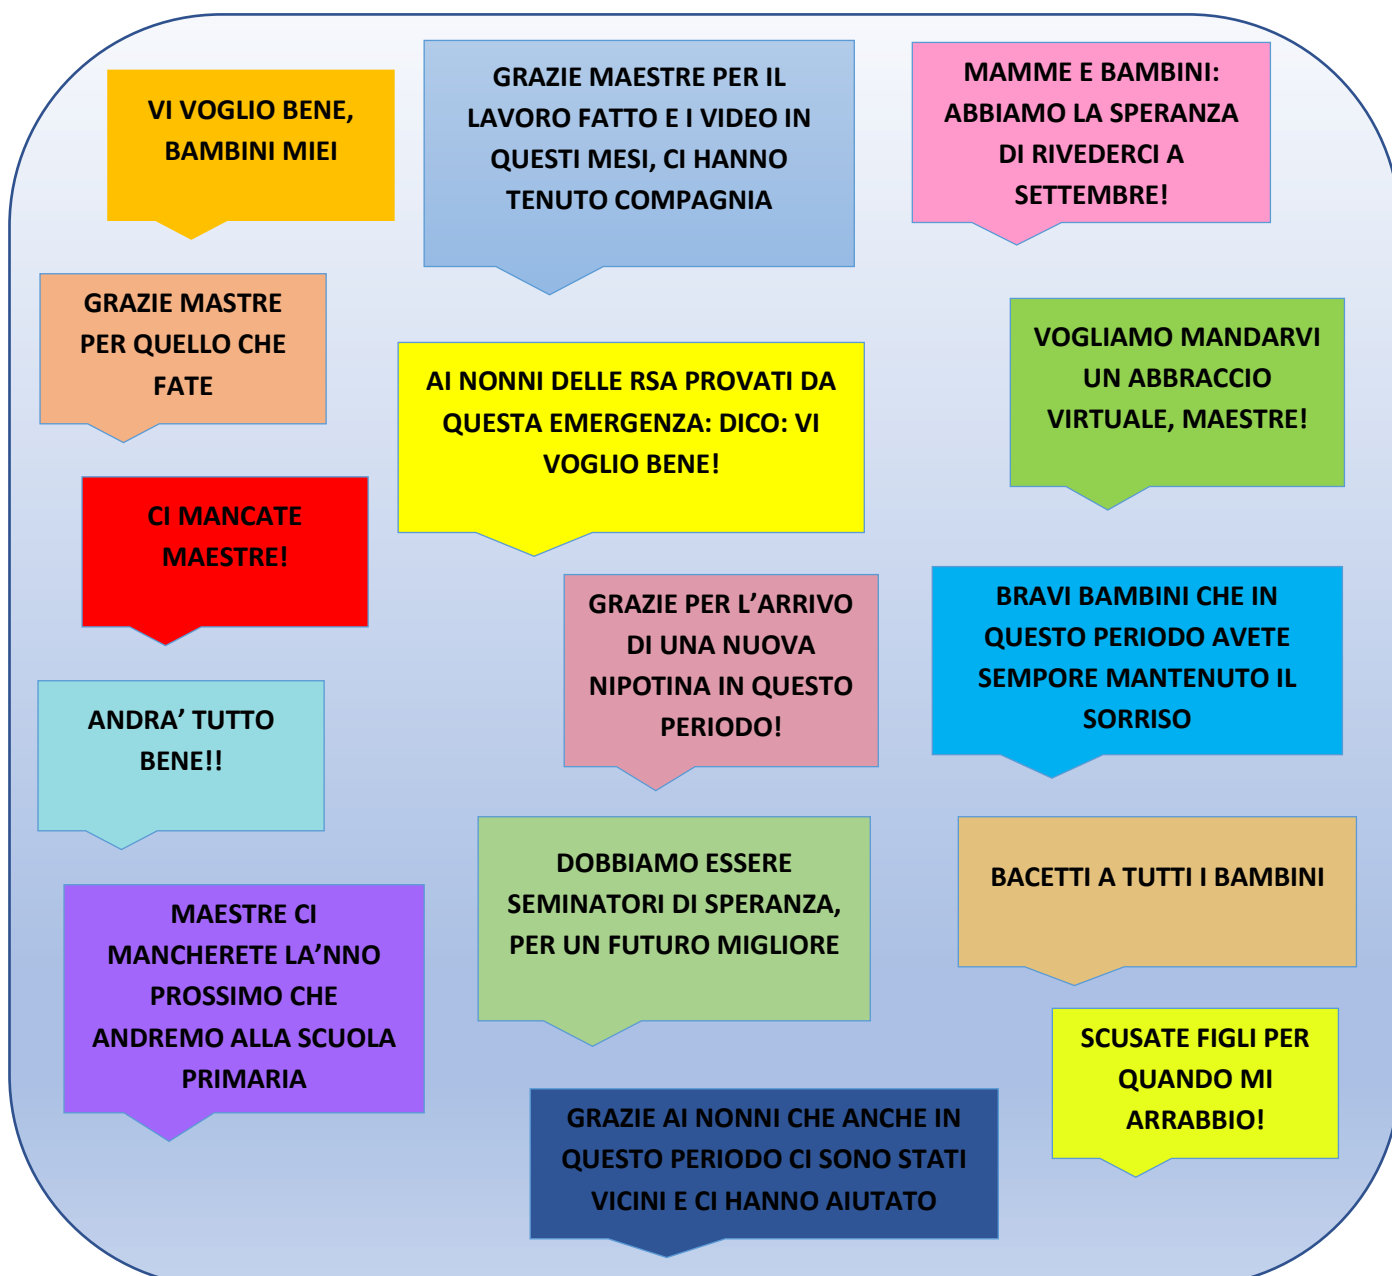 VI VOGLIO BENE,
BAMBINI MIEI
GRAZIE MAESTRE PER IL
LAVORO FATTO E I VIDEO IN
QUESTI MESI, CI HANNO
TENUTO COMPAGNIA
MAMME E BAMBINI:
ABBIAMO LA SPERANZA
DI RIVEDERCI A
SETTEMBRE!
GRAZIE MASTRE
PER QUELLO CHE
FATE
AI NONNI DELLE RSA PROVATI DA
QUESTA EMERGENZA: DICO: VI
VOGLIO BENE!
VOGLIAMO MANDARVI
UN ABBRACCIO
VIRTUALE, MAESTRE!
CI MANCATE
MAESTRE!
GRAZIE PER L’ARRIVO
DI UNA NUOVA
NIPOTINA IN QUESTO
PERIODO!
BRAVI BAMBINI CHE IN
QUESTO PERIODO AVETE
SEMPORE MANTENUTO IL
SORRISO
ANDRA’ TUTTO
BENE!!
DOBBIAMO ESSERE
SEMINATORI DI SPERANZA,
PER UN FUTURO MIGLIORE
BACETTI A TUTTI I BAMBINI
MAESTRE CI
MANCHERETE LA’NNO
PROSSIMO CHE
ANDREMO ALLA SCUOLA
PRIMARIA
SCUSATE FIGLI PER
QUANDO MI
ARRABBIO!
GRAZIE AI NONNI CHE ANCHE IN
QUESTO PERIODO CI SONO STATI
VICINI E CI HANNO AIUTATO